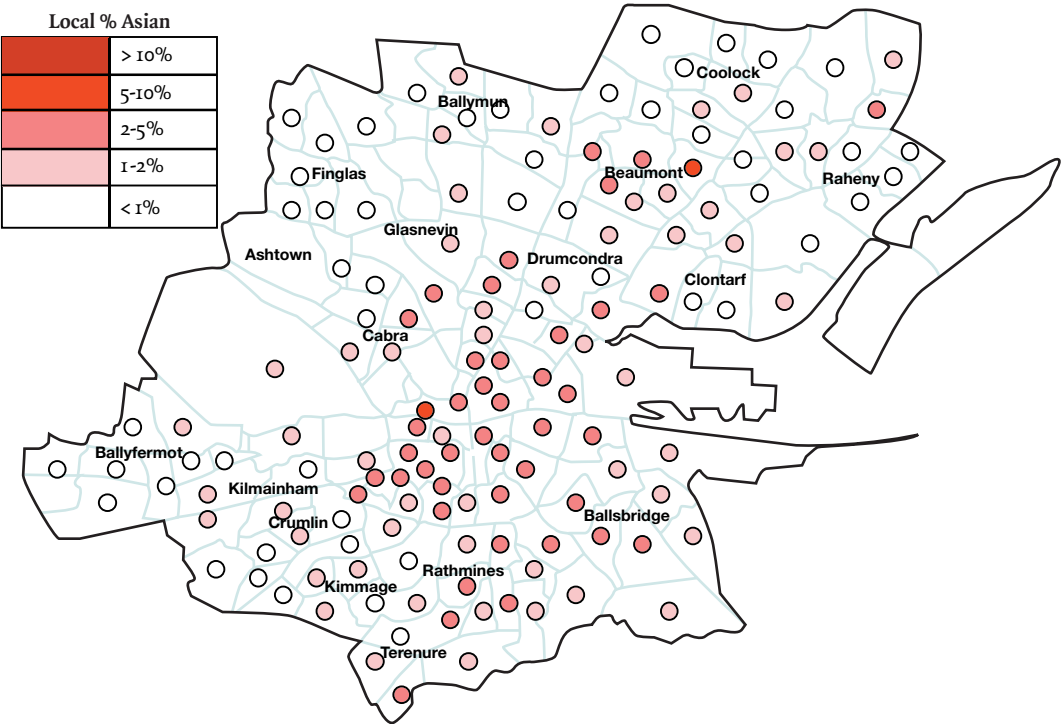 Local % Asian
> 10%
5-10%
2-5%
1-2%
< 1%
Coolock
Ballymun
Beaumont
Finglas
Raheny
Glasnevin
Ashtown
Drumcondra
Clontarf
Cabra
Ballyfermot
Kilmainham
Crumlin
Ballsbridge
Rathmines
Kimmage
Terenure